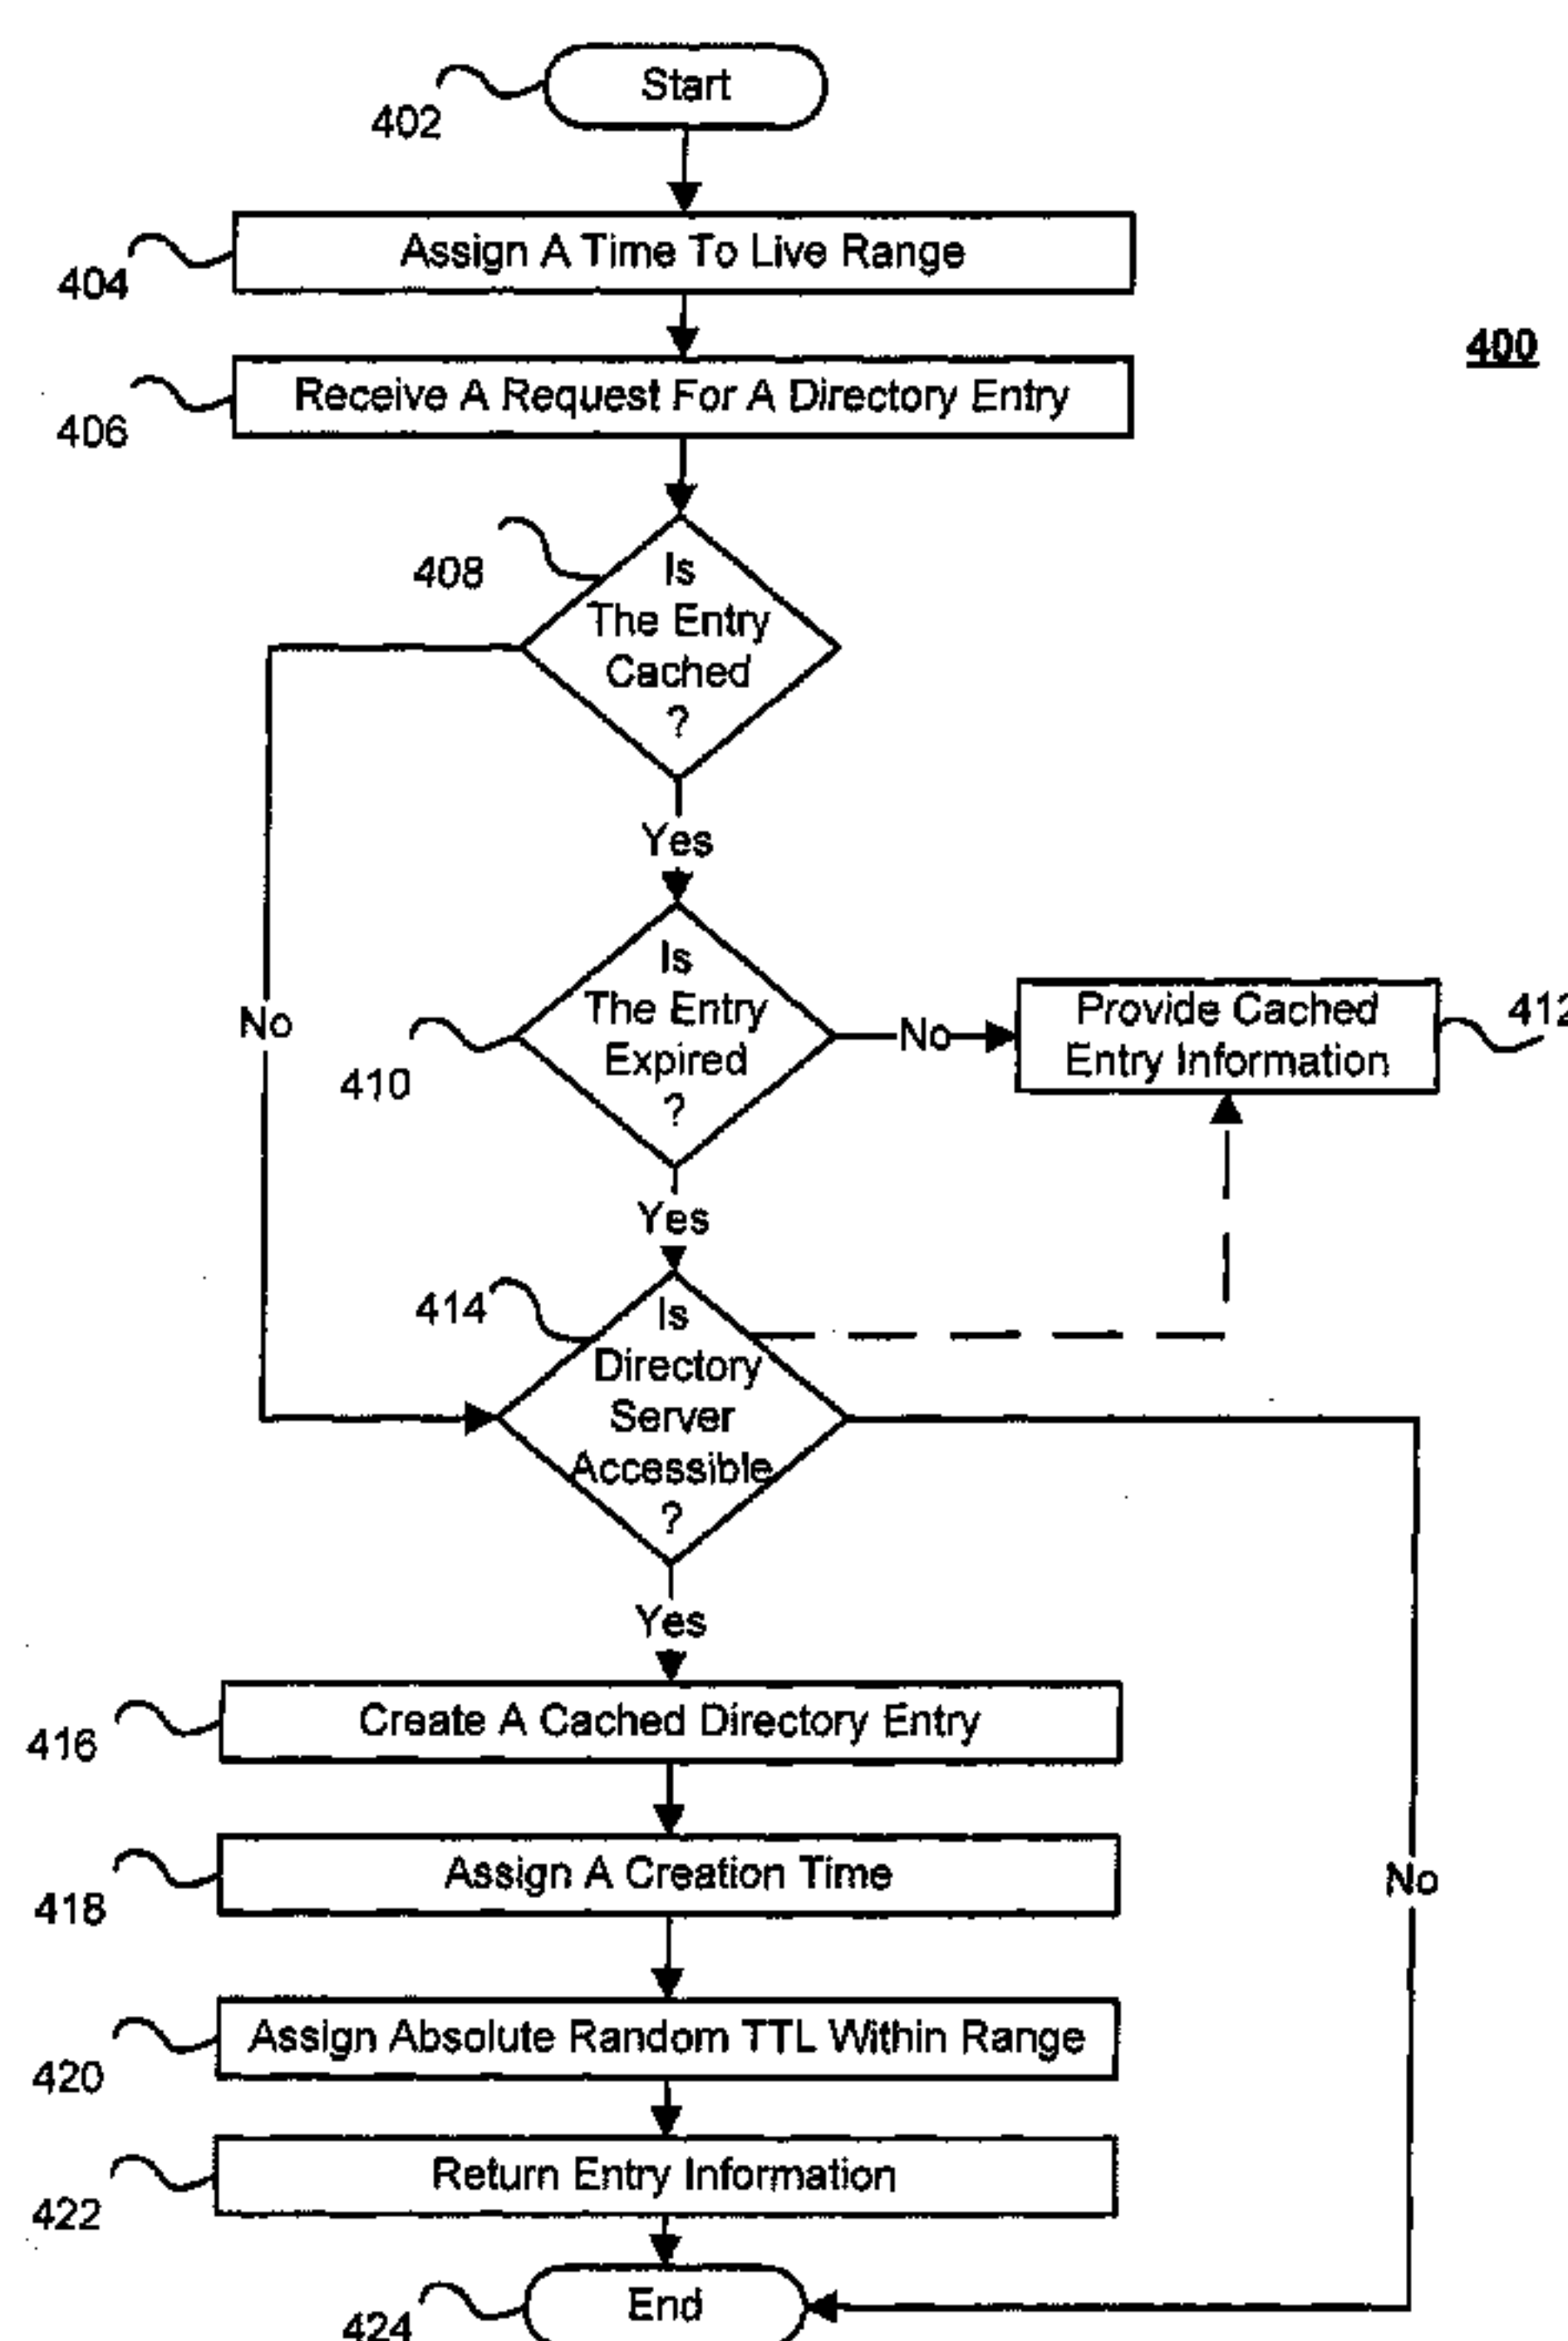 Start
402
Assign A Time To Live Range
404
400
Receive A Request For A Directory Entry
406
Is
The Entry
Cached
?
408
Yes
No
Is
The Entry
Expired
?
410
No
Provide Cached
Entry Information
412
Yes
Is
Directory
Server
Accessible
?
414
Yes
Create A Cached Directory Entry
416
Assign A Creation Time
418
No
Assign Absolute Random TTL Within Range
420
Return Entry Information
422
End
424